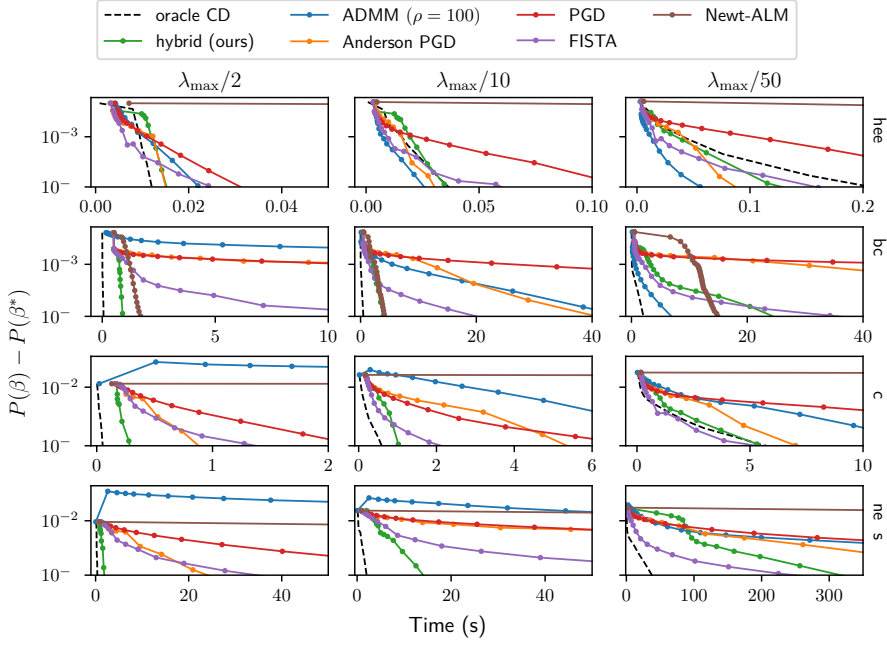 oracle CD
hybrid (ours)
ADMM (ρ = 100)
Anderson PGD
PGD
FISTA
Newt-ALM
λmax/2
λmax/10
λmax/50
P(β) − P(β*)
10⁻³
10⁻
0.00 0.02 0.04
0.00 0.05 0.10
0.0 0.1 0.2
hee
10⁻³
10⁻
0 5 10
0 20 40
0 20 40
bc
10⁻²
10⁻
0 1 2
0 2 4 6
0 5 10
c
10⁻²
10⁻
0 20 40
0 20 40
0 100 200 300
ne s
Time (s)